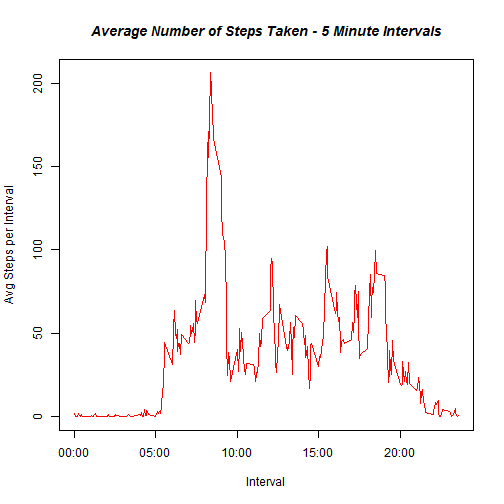 Average Number of Steps Taken - 5 Minute Intervals
Avg Steps per Interval
200
150
100
50
0
00:00 05:00 10:00 15:00 20:00
Interval